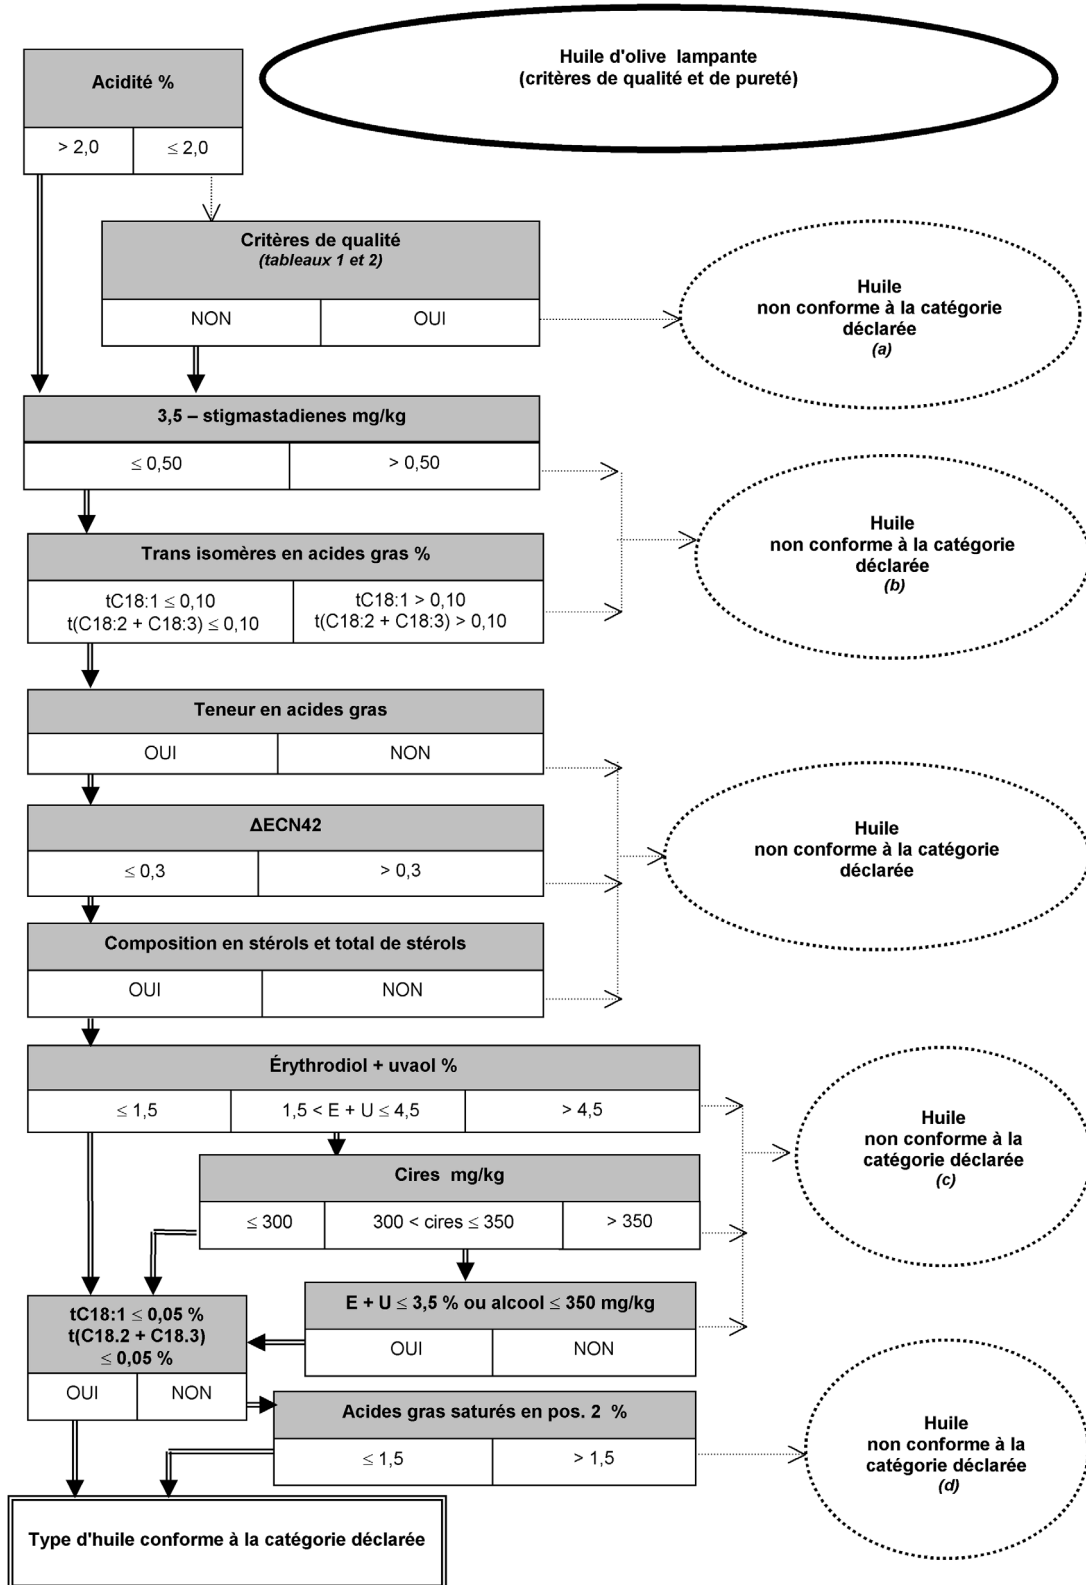 Huile d'olive lampante
(critères de qualité et de pureté)
Acidité %
> 2,0
≤ 2,0
Critères de qualité
(tableaux 1 et 2)
NON
OUI
Huile
non conforme à la catégorie
déclarée
(a)
3,5 – stigmastadienes mg/kg
≤ 0,50
> 0,50
Huile
non conforme à la catégorie
déclarée
(b)
Trans isomères en acides gras %
tC18:1 ≤ 0,10
t(C18:2 + C18:3) ≤ 0,10
tC18:1 > 0,10
t(C18:2 + C18:3) > 0,10
Teneur en acides gras
OUI
NON
ΔECN42
≤ 0,3
> 0,3
Huile
non conforme à la catégorie
déclarée
Composition en stérols et total de stérols
OUI
NON
Érythrodiol + uvaol %
≤ 1,5
1,5 < E + U ≤ 4,5
> 4,5
Huile
non conforme à la
catégorie déclarée
(c)
Cires mg/kg
≤ 300
300 < cires ≤ 350
> 350
E + U ≤ 3,5 % ou alcool ≤ 350 mg/kg
OUI
NON
tC18:1 ≤ 0,05 %
t(C18.2 + C18.3)
≤ 0,05 %
OUI
NON
Acides gras saturés en pos. 2 %
≤ 1,5
> 1,5
Huile
non conforme à la
catégorie déclarée
(d)
Type d'huile conforme à la catégorie déclarée